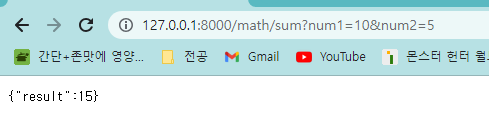 127.0.0.1:8000/math/sum?num1=10&num2=5
간단+존맛에 영양... 전공 Gmail YouTube 몬스터 헌터 월...
{"result":15}